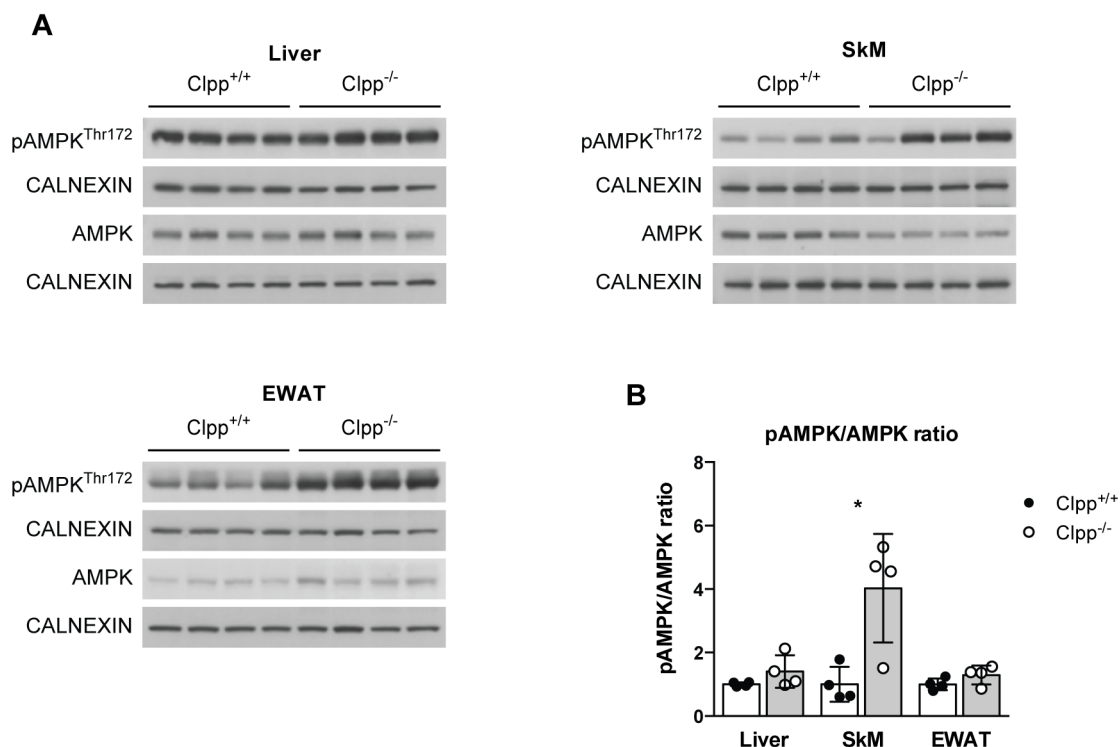 A
Liver
Clpp+/+ Clpp-/-
pAMPKThr172
CALNEXIN
AMPK
CALNEXIN
SkM
Clpp+/+ Clpp-/-
pAMPKThr172
CALNEXIN
AMPK
CALNEXIN
EWAT
Clpp+/+ Clpp-/-
pAMPKThr172
CALNEXIN
AMPK
CALNEXIN
B
pAMPK/AMPK ratio
pAMPK/AMPK ratio
8
6
4
2
0
*
Liver SkM EWAT
Clpp+/+
Clpp-/-